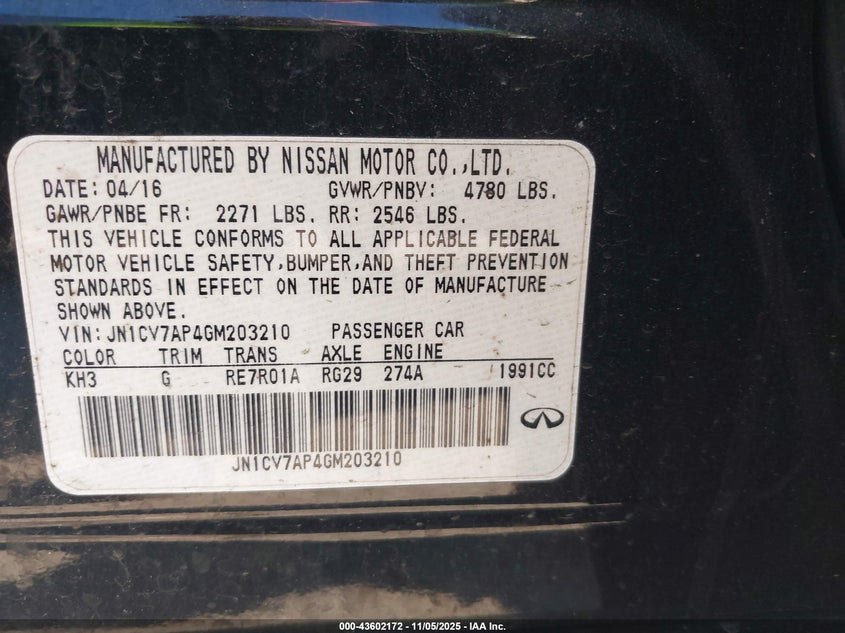 MANUFACTURED BY NISSAN MOTOR CO.,LTD.
DATE: 04/16 GVWR/PNBV: 4780 LBS.
GAWR/PNBE FR: 2271 LBS. RR: 2546 LBS.
THIS VEHICLE CONFORMS TO ALL APPLICABLE FEDERAL
MOTOR VEHICLE SAFETY,BUMPER,AND THEFT PREVENTION
STANDARDS IN EFFECT ON THE DATE OF MANUFACTURE
SHOWN ABOVE.
VIN: JN1CV7AP4GM203210 PASSENGER CAR
COLOR TRIM TRANS AXLE ENGINE
KH3 G RE7R01A RG29 274A 1991CC
JN1CV7AP4GM203210
000-43602172 - 11/05/2025 - IAA Inc.